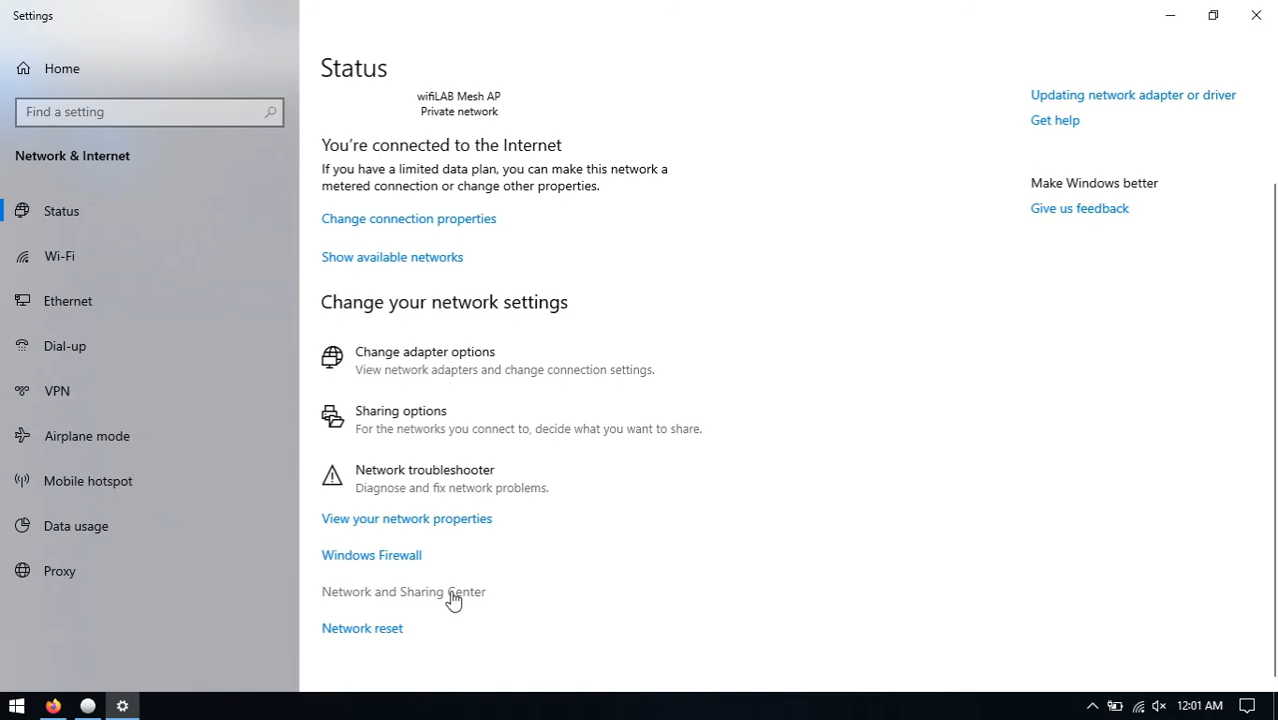 Settings
Home
Find a setting
Network & Internet
Status
Wi-Fi
Ethernet
Dial-up
VPN
Airplane mode
Mobile hotspot
Data usage
Proxy
Status
wifiLAB Mesh AP
Private network
You're connected to the Internet
If you have a limited data plan, you can make this network a
metered connection or change other properties.
Change connection properties
Show available networks
Change your network settings
Change adapter options
View network adapters and change connection settings.
Sharing options
For the networks you connect to, decide what you want to share.
Network troubleshooter
Diagnose and fix network problems.
View your network properties
Windows Firewall
Network and Sharing Center
Network reset
Updating network adapter or driver
Get help
Make Windows better
Give us feedback
12:01 AM